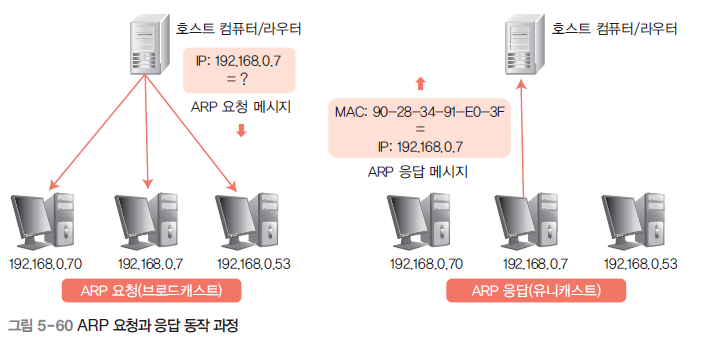 호스트 컴퓨터/라우터
IP: 192.168.0.7
= ?
ARP 요청 메시지
192.168.0.70
192.168.0.7
192.168.0.53
ARP 요청(브로드캐스트)
호스트 컴퓨터/라우터
MAC: 90-28-34-91-E0-3F
=
IP: 192.168.0.7
ARP 응답 메시지
192.168.0.70
192.168.0.7
192.168.0.53
ARP 응답(유니캐스트)
그림 5-60 ARP 요청과 응답 동작 과정